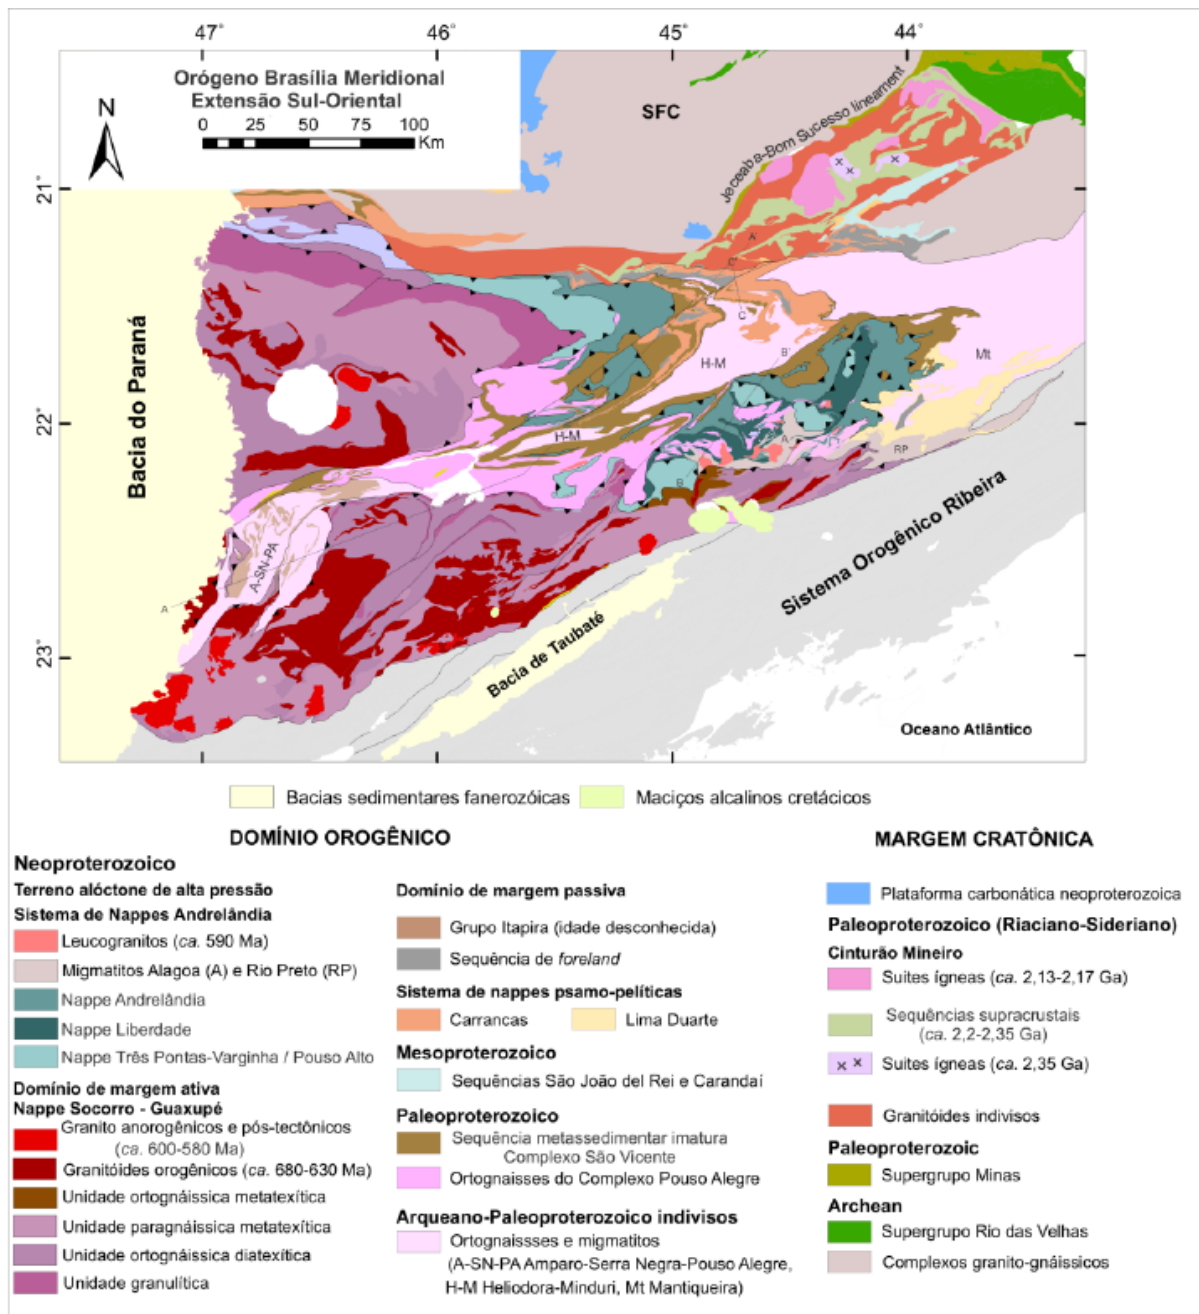 47°
46°
45°
44°
Orógeno Brasília Meridional
Extensão Sul-Oriental
N
0 25 50 75 100
Km
SFC
Jeceaba-Bom Sucesso lineament
21°
22°
23°
Bacia do Paraná
A'
C'
C
B'
H-M
Mt
H-M
A
RP
B
A-SN-PA
A
Sistema Orogênico Ribeira
Bacia de Taubaté
Oceano Atlântico
Bacias sedimentares fanerozóicas
Maciços alcalinos cretácicos
DOMÍNIO OROGÊNICO
Neoproterozoico
Terreno alóctone de alta pressão
Sistema de Nappes Andrelândia
Leucogranitos (ca. 590 Ma)
Migmatitos Alagoa (A) e Rio Preto (RP)
Nappe Andrelândia
Nappe Liberdade
Nappe Três Pontas-Varginha / Pouso Alto
Domínio de margem ativa
Nappe Socorro - Guaxupé
Granito anorogênicos e pós-tectônicos
(ca. 600-580 Ma)
Granitóides orogênicos (ca. 680-630 Ma)
Unidade ortognáissica metatexítica
Unidade paragnáissica metatexítica
Unidade ortognáissica diatexítica
Unidade granulítica
Domínio de margem passiva
Grupo Itapira (idade desconhecida)
Sequência de foreland
Sistema de nappes psamo-pelíticas
Carrancas
Lima Duarte
Mesoproterozoico
Sequências São João del Rei e Carandaí
Paleoproterozoico
Sequência metassedimentar imatura
Complexo São Vicente
Ortognaisses do Complexo Pouso Alegre
Arqueano-Paleoproterozoico indivisos
Ortognaissses e migmatitos
(A-SN-PA Amparo-Serra Negra-Pouso Alegre,
H-M Heliodora-Minduri, Mt Mantiqueira)
MARGEM CRATÔNICA
Plataforma carbonática neoproterozoica
Paleoproterozoico (Riaciano-Sideriano)
Cinturão Mineiro
Suites ígneas (ca. 2,13-2,17 Ga)
Sequências supracrustais
(ca. 2,2-2,35 Ga)
Suites ígneas (ca. 2,35 Ga)
Granitóides indivisos
Paleoproterozoic
Supergrupo Minas
Archean
Supergrupo Rio das Velhas
Complexos granito-gnáissicos